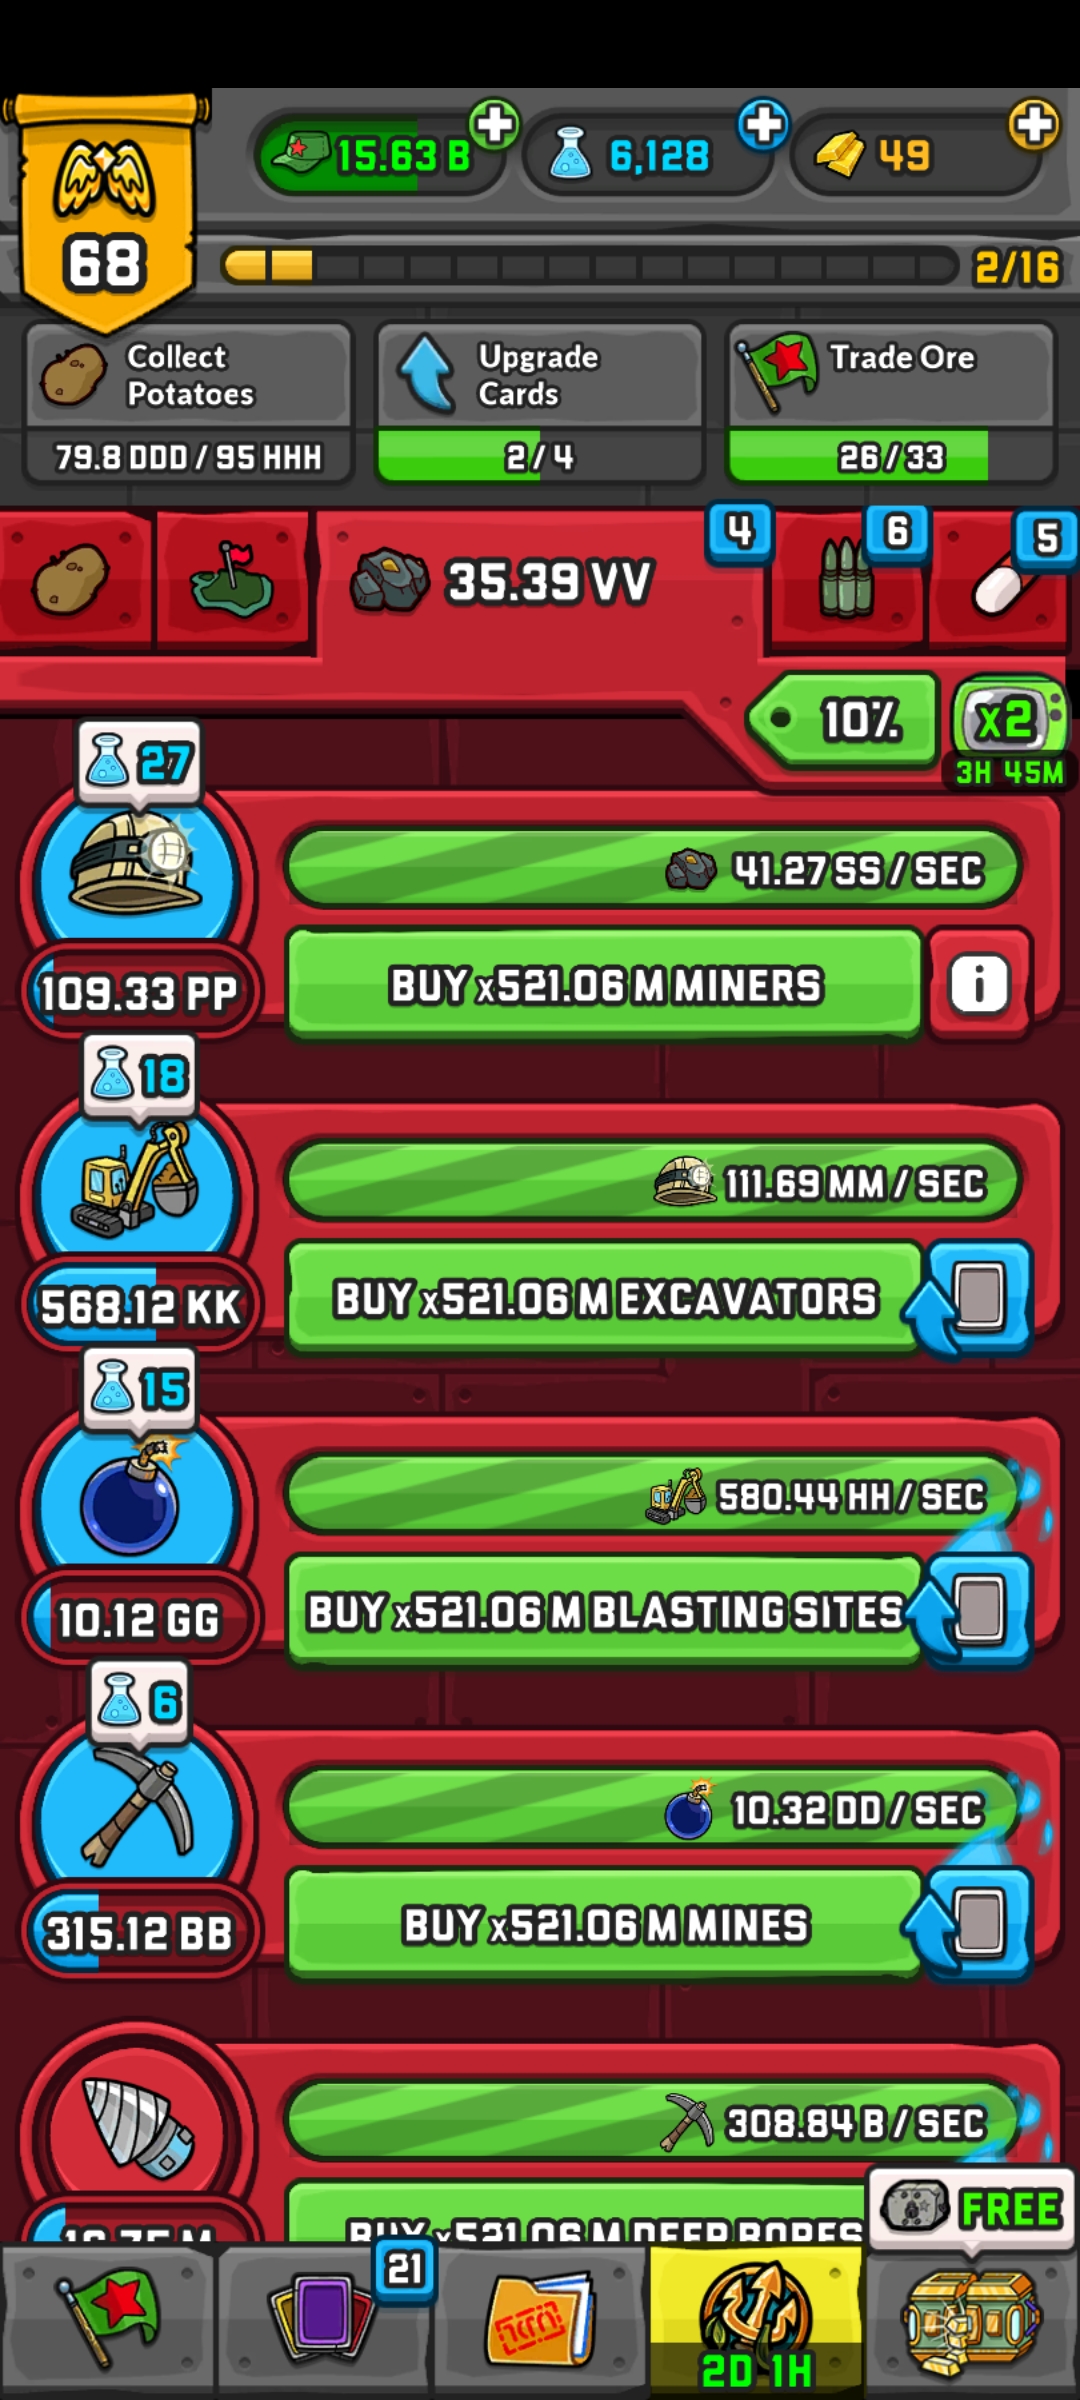 15.63 B
6,128
49
68
2/16
Collect
Potatoes
79.8 DDD / 95 HHH
Upgrade
Cards
2/4
Trade Ore
26/33
35.39 VV
4
6
5
10%
x2
3H 45M
27
41.27 SS / SEC
109.33 PP
BUY x521.06 M MINERS
i
18
111.69 MM / SEC
568.12 KK
BUY x521.06 M EXCAVATORS
15
580.44 HH / SEC
10.12 GG
BUY x521.06 M BLASTING SITES
6
10.32 DD / SEC
315.12 BB
BUY x521.06 M MINES
308.84 B / SEC
BUY x521.06 M DEEP BORES
FREE
21
2D 1H